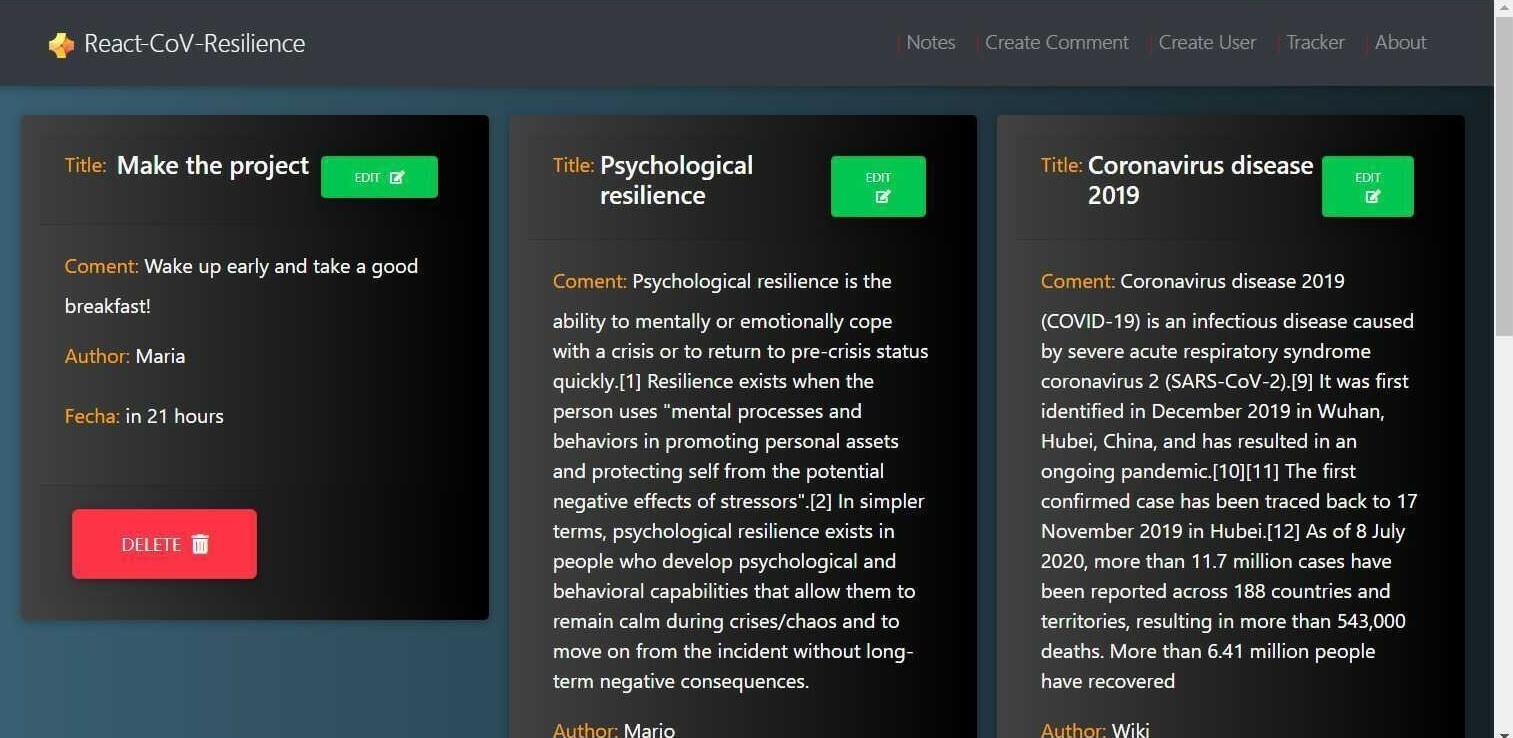 React-CoV-Resilience
| Notes | Create Comment | Create User | Tracker | About
Title: Make the project
EDIT
Coment: Wake up early and take a good
breakfast!
Author: Maria
Fecha: in 21 hours
DELETE
Title: Psychological
resilience
EDIT
Coment: Psychological resilience is the
ability to mentally or emotionally cope
with a crisis or to return to pre-crisis status
quickly.[1] Resilience exists when the
person uses "mental processes and
behaviors in promoting personal assets
and protecting self from the potential
negative effects of stressors".[2] In simpler
terms, psychological resilience exists in
people who develop psychological and
behavioral capabilities that allow them to
remain calm during crises/chaos and to
move on from the incident without long-
term negative consequences.
Author: Mario
Title: Coronavirus disease
2019
EDIT
Coment: Coronavirus disease 2019
(COVID-19) is an infectious disease caused
by severe acute respiratory syndrome
coronavirus 2 (SARS-CoV-2).[9] It was first
identified in December 2019 in Wuhan,
Hubei, China, and has resulted in an
ongoing pandemic.[10][11] The first
confirmed case has been traced back to 17
November 2019 in Hubei.[12] As of 8 July
2020, more than 11.7 million cases have
been reported across 188 countries and
territories, resulting in more than 543,000
deaths. More than 6.41 million people
have recovered
Author: Wiki